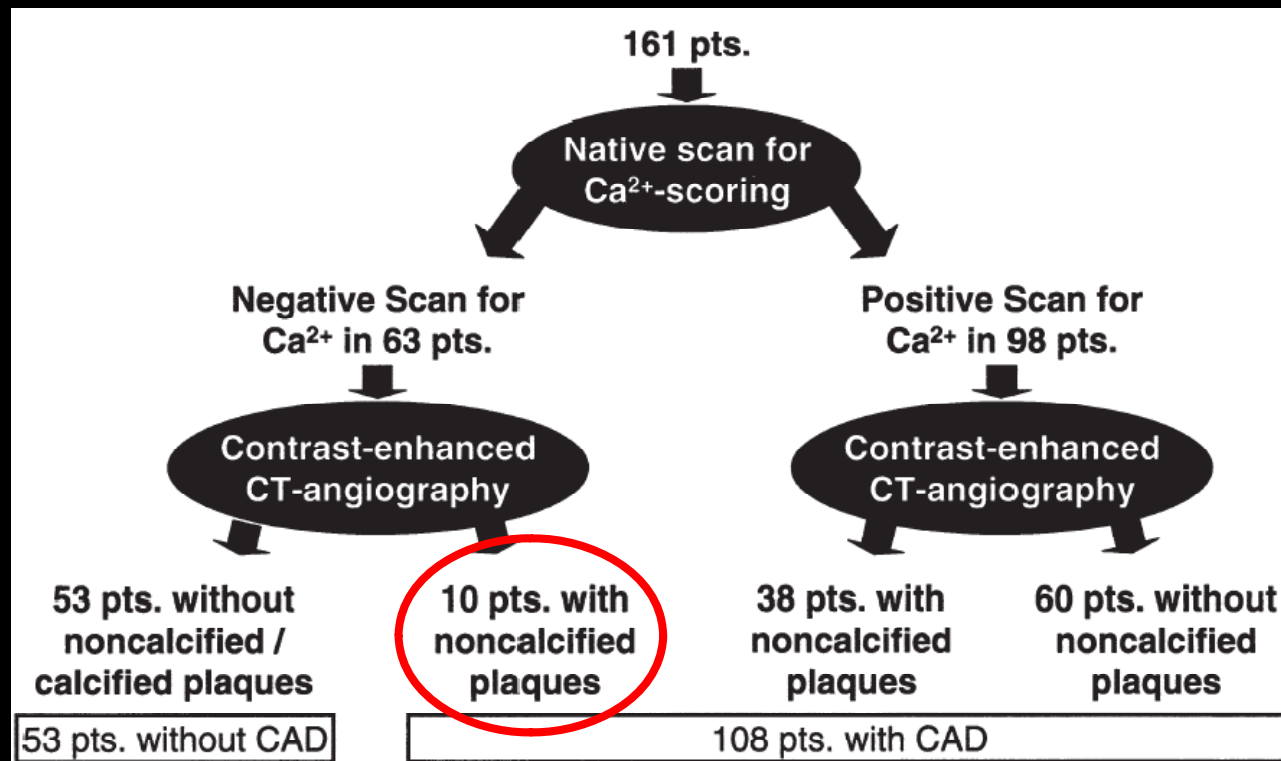 161 pts.
Native scan for
Ca²⁺-scoring
Negative Scan for
Ca²⁺ in 63 pts.
Positive Scan for
Ca²⁺ in 98 pts.
Contrast-enhanced
CT-angiography
Contrast-enhanced
CT-angiography
53 pts. without
noncalcified /
calcified plaques
10 pts. with
noncalcified
plaques
38 pts. with
noncalcified
plaques
60 pts. without
noncalcified
plaques
53 pts. without CAD
108 pts. with CAD